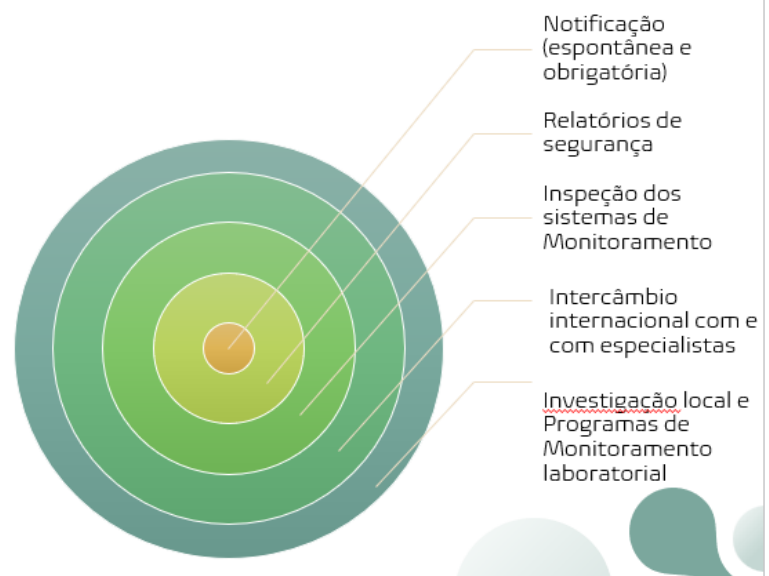 Notificação
(espontânea e
obrigatória)
Relatórios de
segurança
Inspeção dos
sistemas de
Monitoramento
Intercâmbio
internacional com e
com especialistas
Investigação local e
Programas de
Monitoramento
laboratorial